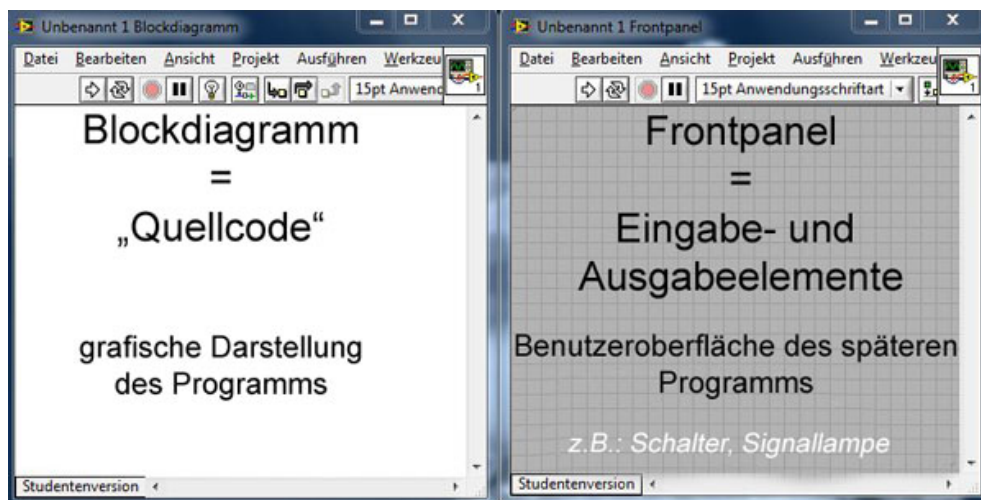 Unbenannt 1 Blockdiagramm
Datei Bearbeiten Ansicht Projekt Ausführen Werkzeu
15pt Anwend
1
Blockdiagramm
=
„Quellcode“
grafische Darstellung
des Programms
Studentenversion
Unbenannt 1 Frontpanel
Datei Bearbeiten Ansicht Projekt Ausführen Werkzeu
15pt Anwendungsschriftart
1
Frontpanel
=
Eingabe- und
Ausgabeelemente
Benutzeroberfläche des späteren
Programms
z.B.: Schalter, Signallampe
Studentenversion